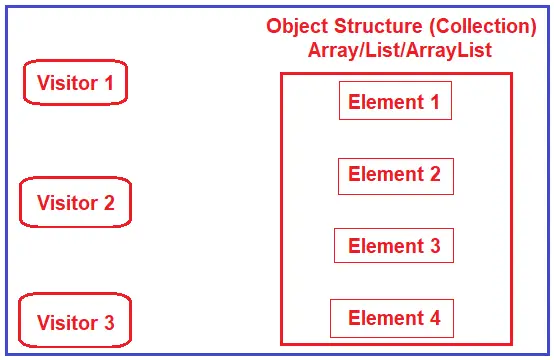 Object Structure (Collection)
Array/List/ArrayList
Visitor 1
Element 1
Visitor 2
Element 2
Element 3
Visitor 3
Element 4